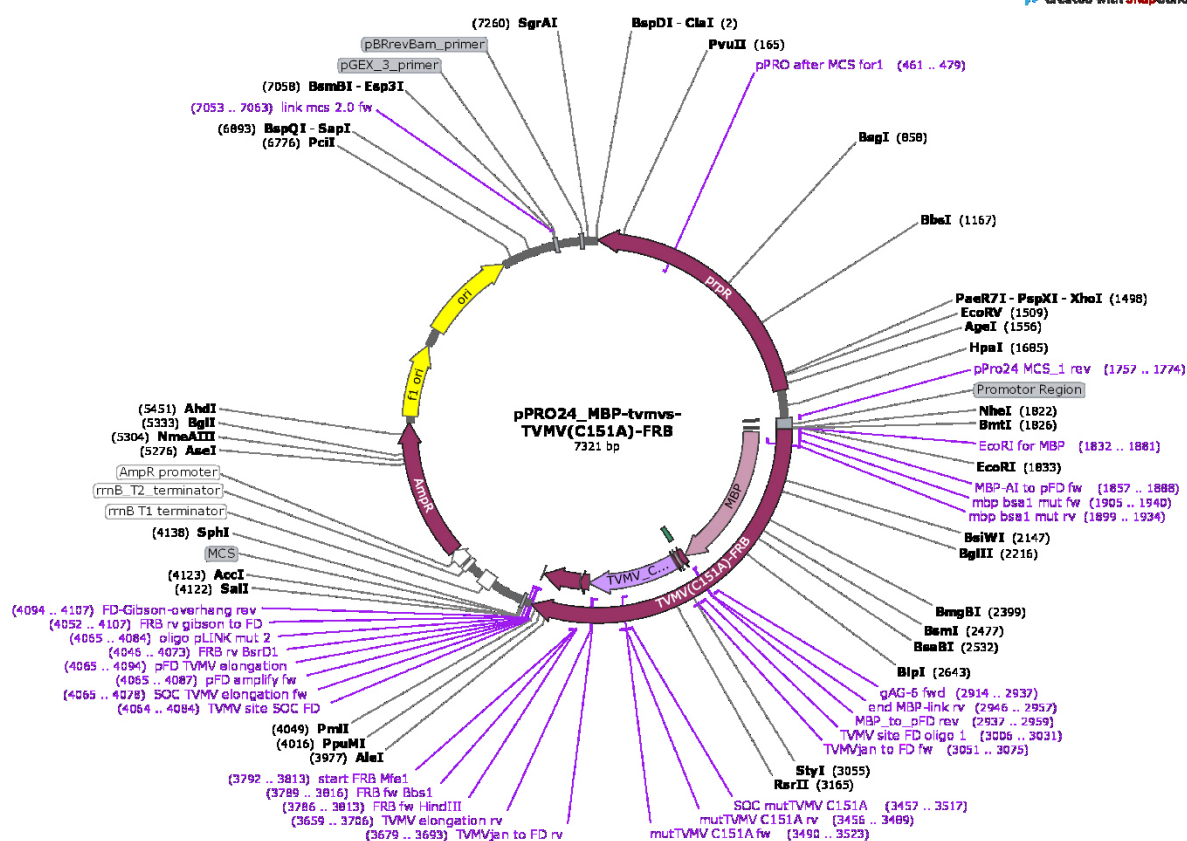 Created with SnapGene
(7260) SgrAI
BspDI - ClaI (2)
pBRrevBam_primer
PvuII (165)
pGEX_3_primer
pPRO after MCS for1 (461 .. 479)
(7058) BsmBI - Esp3I
(7053 .. 7063) link mcs 2.0 fw
(6893) BspQI - SapI
(6776) PciI
BsgI (858)
BbsI (1167)
prpR
ori
PaeR7I - PspXI - XhoI (1498)
EcoRV (1509)
AgeI (1556)
HpaI (1685)
f1 ori
pPro24 MCS_1 rev (1757 .. 1774)
Promotor Region
(5451) AhdI
(5333) BglI
(5304) NmeAIII
(5276) AseI
pPRO24_MBP-tvmvs-
TVMV(C151A)-FRB
7321 bp
NheI (1822)
BmtI (1826)
EcoRI for MBP (1832 .. 1881)
EcoRI (1833)
MBP-AI to pFD fw (1857 .. 1888)
mbp bsa1 mut fw (1905 .. 1940)
mbp bsa1 mut rv (1899 .. 1934)
AmpR promoter
rrnB_T2_terminator
rrnB T1 terminator
AmpR
MBP
(4138) SphI
MCS
(4123) AccI
(4122) SalI
BsiWI (2147)
BglII (2216)
TVMV_C...
TVMV(C151A)-FRB
BmgBI (2399)
BsmI (2477)
BsaBI (2532)
BlpI (2643)
(4094 .. 4107) FD-Gibson-overhang rev
(4052 .. 4107) FRB rv gibson to FD
(4065 .. 4084) oligo pLINK mut 2
(4046 .. 4073) FRB rv BsrD1
(4065 .. 4094) pFD TVMV elongation
(4065 .. 4087) pFD amplify fw
(4065 .. 4078) SOC TVMV elongation fw
(4064 .. 4084) TVMV site SOC FD
gAG-6 fwd (2914 .. 2937)
end MBP-link rv (2946 .. 2957)
MBP_to_pFD rev (2937 .. 2959)
TVMV site FD oligo 1 (3006 .. 3031)
TVMVjan to FD fw (3051 .. 3075)
(4049) PmlI
(4016) PpuMI
(3977) AleI
StyI (3055)
RsrII (3165)
(3792 .. 3813) start FRB Mfe1
(3789 .. 3816) FRB fw Bbs1
(3786 .. 3813) FRB fw HindIII
(3659 .. 3706) TVMV elongation rv
(3679 .. 3693) TVMVjan to FD rv
SOC mutTVMV C151A (3457 .. 3517)
mutTVMV C151A rv (3456 .. 3489)
mutTVMV C151A fw (3490 .. 3523)